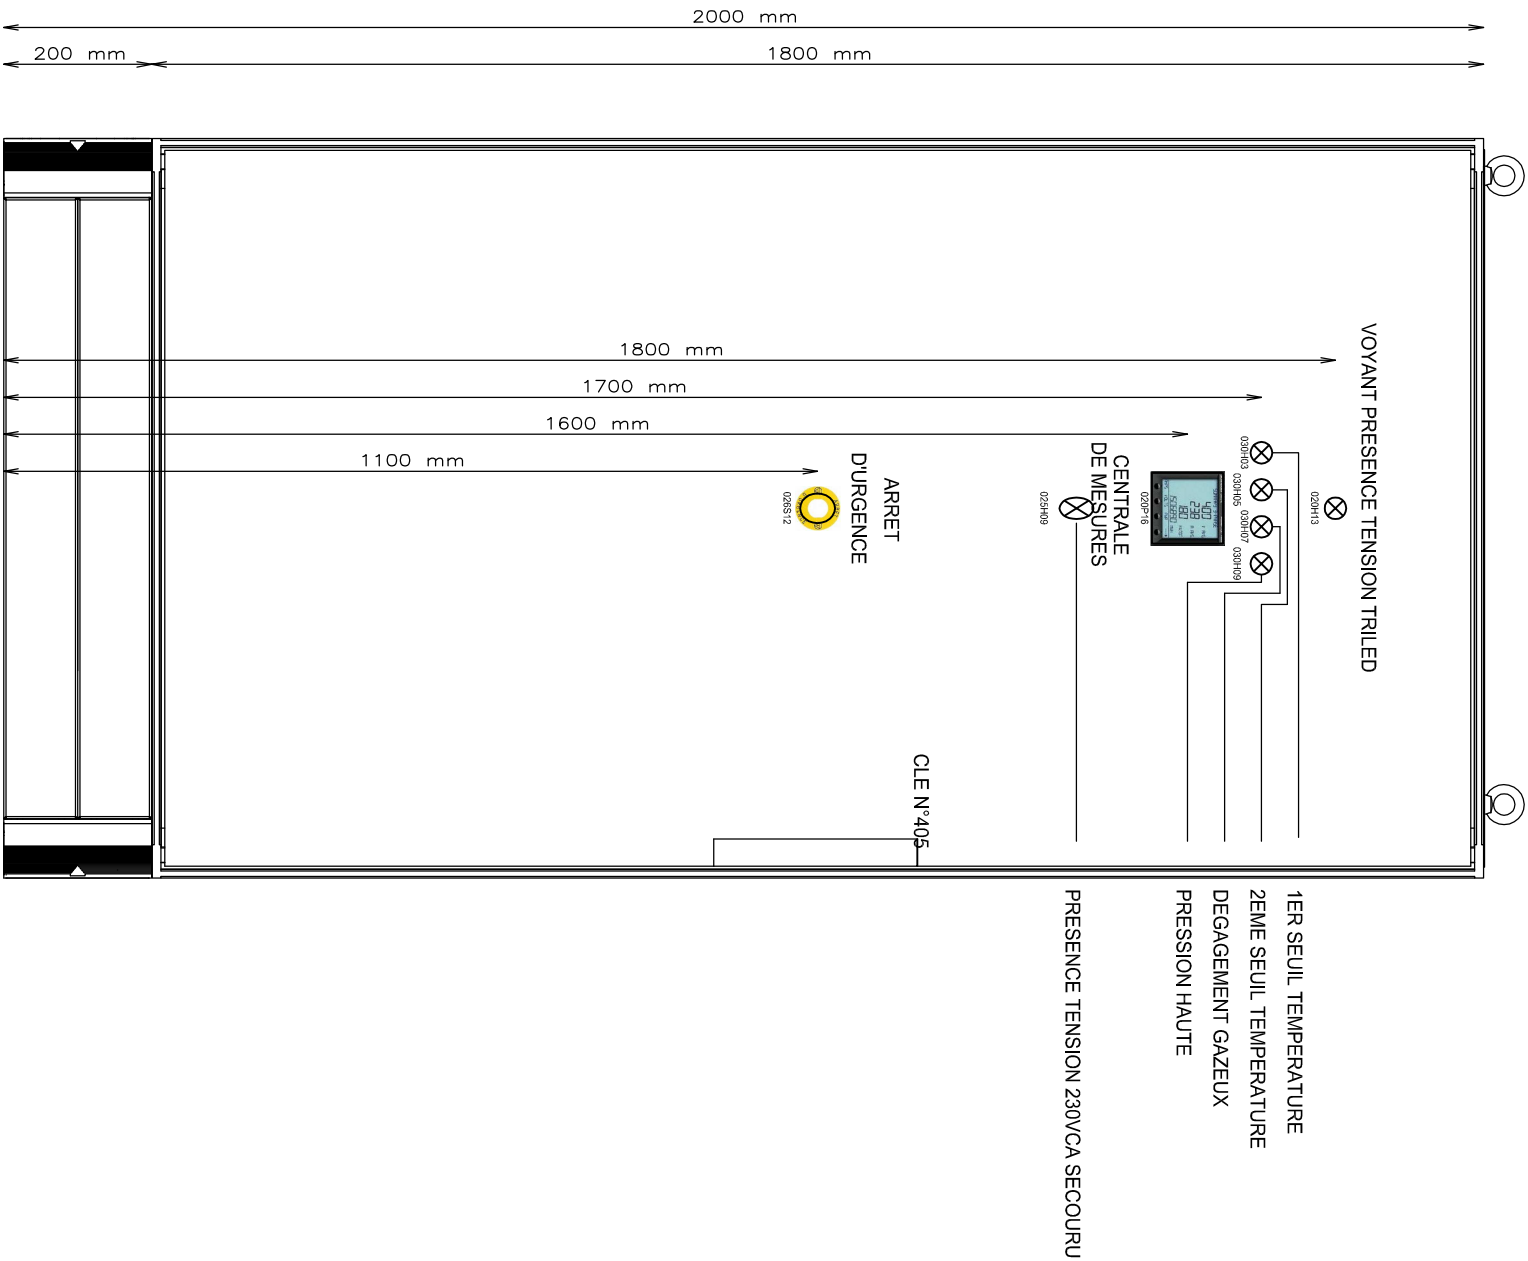 2000 mm
200 mm
1800 mm
1800 mm
1700 mm
1600 mm
1100 mm
VOYANT PRESENCE TENSION TRILED
020H13
030H03
030H05
030H07
030H09
020P16
CENTRALE
DE MESURES
025H09
ARRET
D'URGENCE
026S12
CLE N°405
1ER SEUIL TEMPERATURE
2EME SEUIL TEMPERATURE
DEGAGEMENT GAZEUX
PRESSION HAUTE
PRESENCE TENSION 230VCA SECOURU